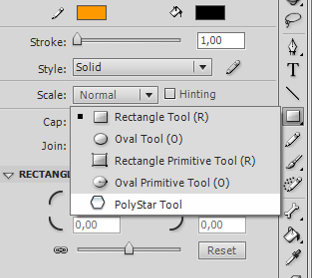 Stroke: 1,00
Style: Solid
Scale: Normal Hinting
Cap:
Rectangle Tool (R)
Oval Tool (O)
Join:
Rectangle Primitive Tool (R)
RECTANG
Oval Primitive Tool (O)
PolyStar Tool
0,00 0,00
Reset
T